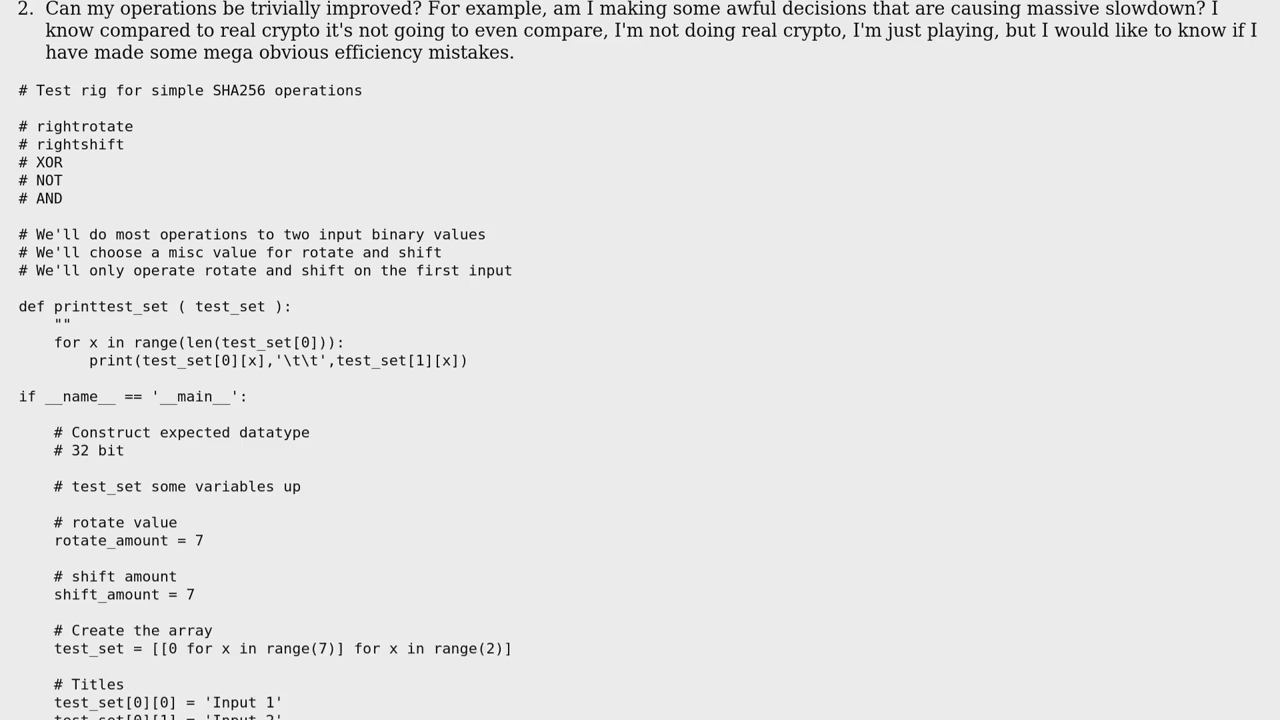 2. Can my operations be trivially improved? For example, am I making some awful decisions that are causing massive slowdown? I
know compared to real crypto it's not going to even compare, I'm not doing real crypto, I'm just playing, but I would like to know if I
have made some mega obvious efficiency mistakes.
# Test rig for simple SHA256 operations
# rightrotate
# rightshift
# XOR
# NOT
# AND
# We'll do most operations to two input binary values
# We'll choose a misc value for rotate and shift
# We'll only operate rotate and shift on the first input
def printtest_set ( test_set ):
    ""
    for x in range(len(test_set[0])):
        print(test_set[0][x],'\t\t',test_set[1][x])
if __name__ == '__main__':
    # Construct expected datatype
    # 32 bit
    # test_set some variables up
    # rotate value
    rotate_amount = 7
    # shift amount
    shift_amount = 7
    # Create the array
    test_set = [[0 for x in range(7)] for x in range(2)]
    # Titles
    test_set[0][0] = 'Input 1'
    test_set[0][1] = 'Input 2'